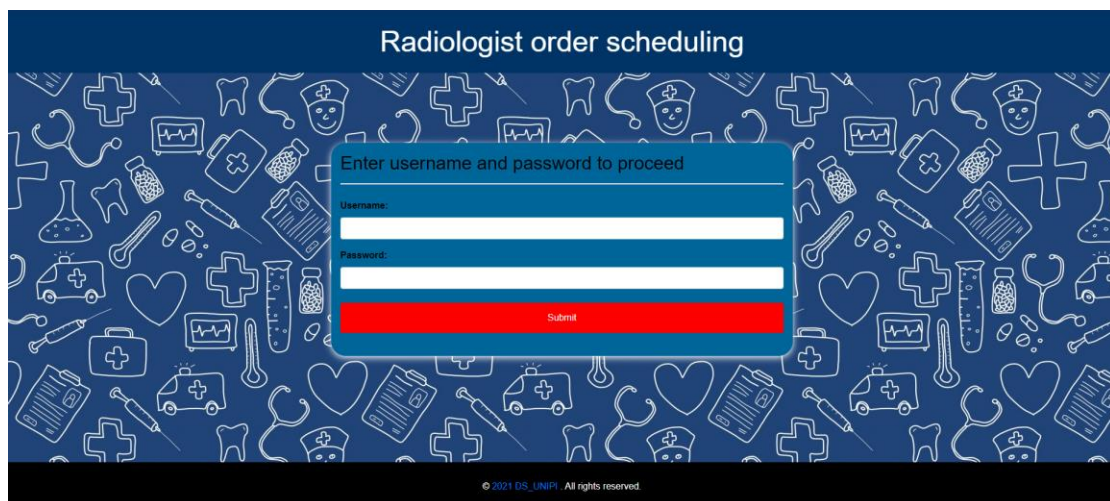 Radiologist order scheduling
Enter username and password to proceed
Username:
Password:
Submit
© 2021 DS_UNIPI . All rights reserved.